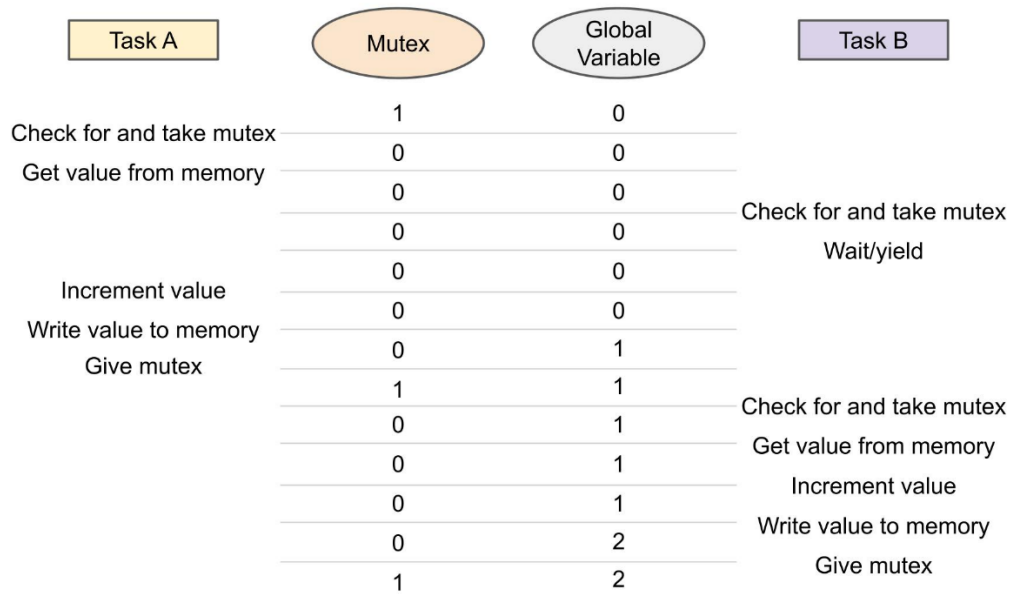 Task A
Mutex
Global
Variable
Task B
1 0
Check for and take mutex
0 0
Get value from memory
0 0
Check for and take mutex
0 0
Wait/yield
0 0
Increment value
0 0
Write value to memory
0 1
Give mutex
1 1
Check for and take mutex
0 1
Get value from memory
0 1
Increment value
0 1
Write value to memory
0 2
Give mutex
1 2